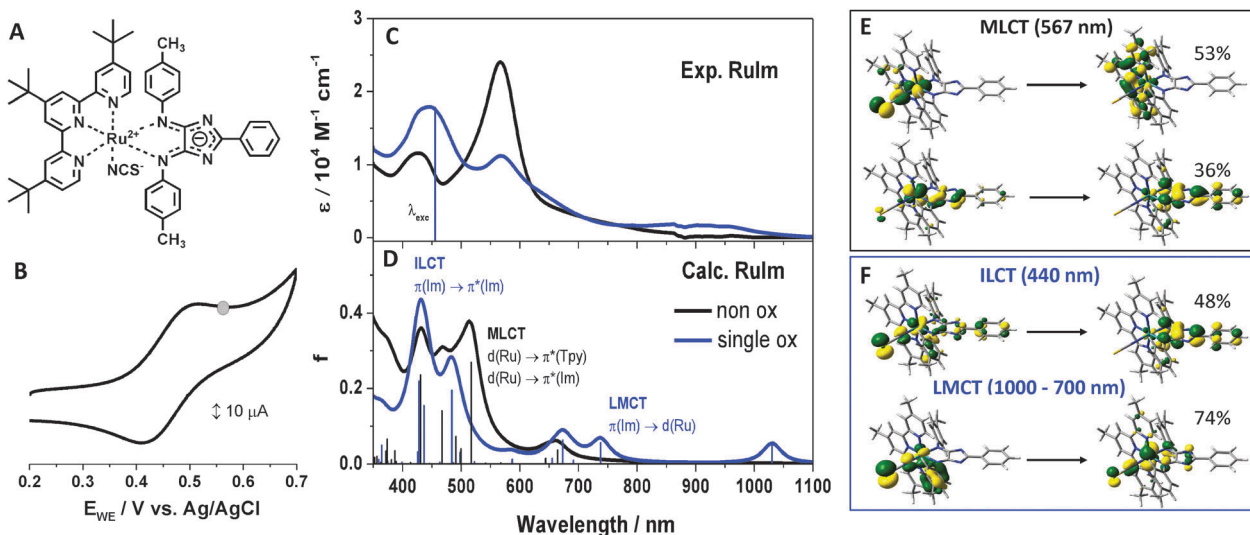 A
CH₃
N
N
N
N
N
N
N
Ru²⁺
⊖
NCS⁻
CH₃
B
↕ 10 µA
0.2 0.3 0.4 0.5 0.6 0.7
E_WE / V vs. Ag/AgCl
C
Exp. RuIm
λ_exc
ε / 10⁴ M⁻¹ cm⁻¹
3
2
1
0
D
Calc. RuIm
ILCT
π(Im) → π*(Im)
non ox
single ox
MLCT
d(Ru) → π*(Tpy)
d(Ru) → π*(Im)
LMCT
π(Im) → d(Ru)
f
0.4
0.2
0.0
400 500 600 700 800 900 1000 1100
Wavelength / nm
E
MLCT (567 nm)
53%
36%
F
ILCT (440 nm)
48%
LMCT (1000 - 700 nm)
74%